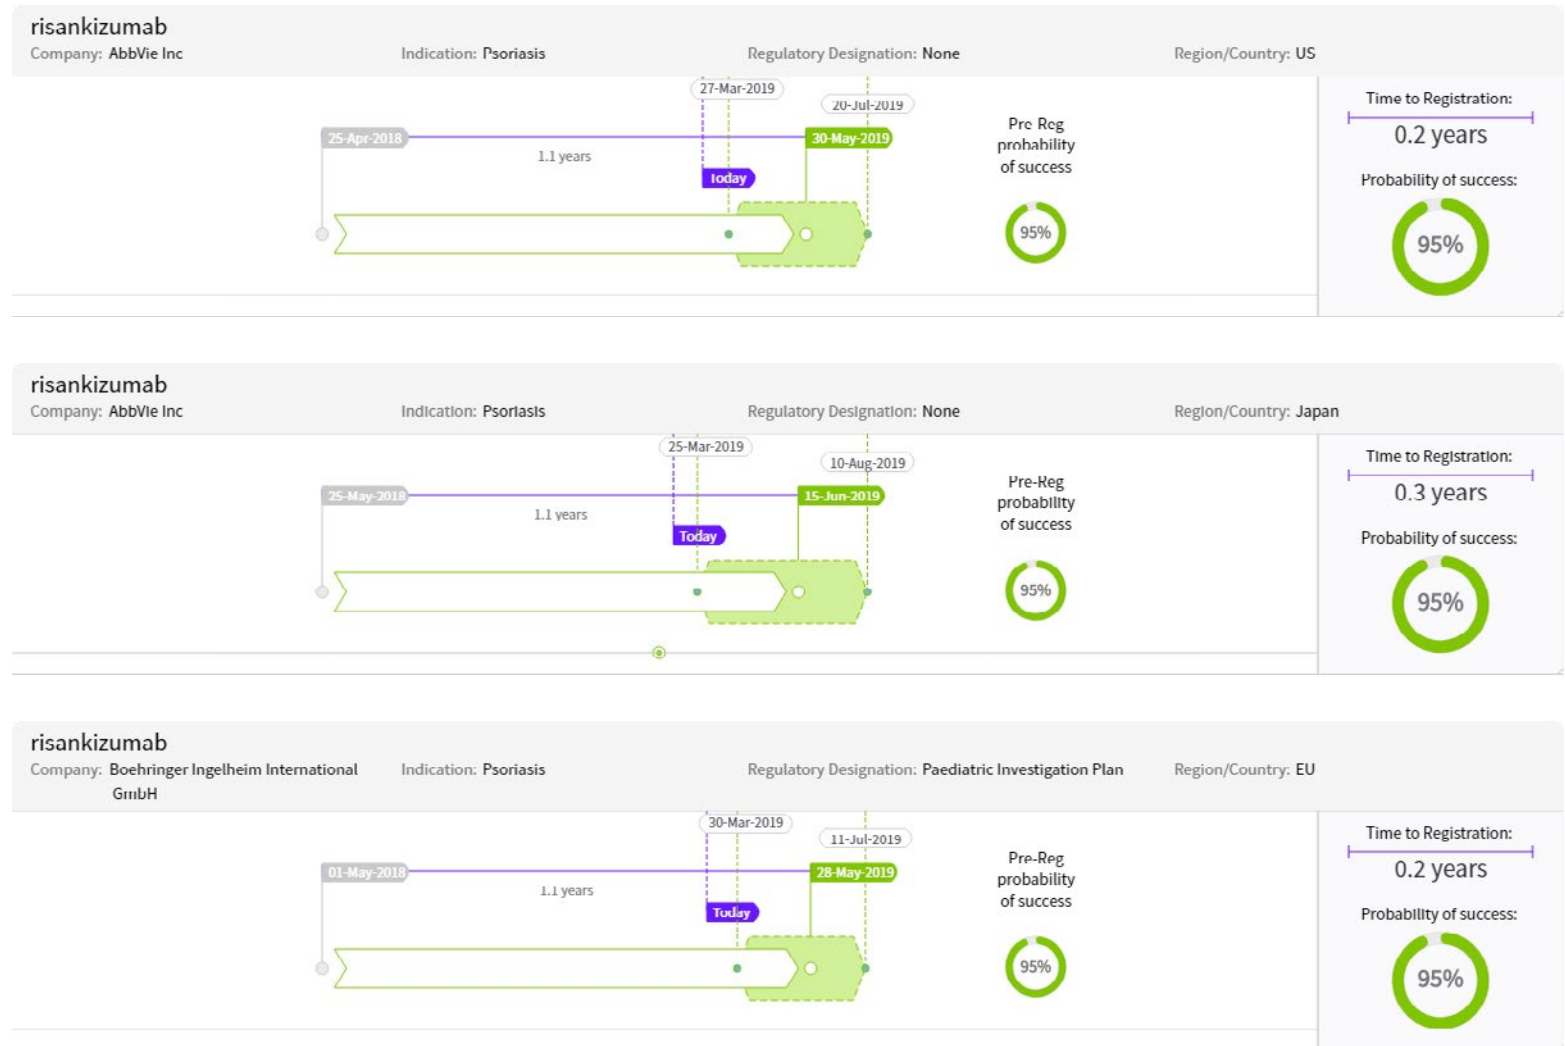 risankizumab
Company: AbbVie Inc
Indication: Psoriasis
Regulatory Designation: None
Region/Country: US
27-Mar-2019
20-Jul-2019
25-Apr-2018
30-May-2019
1.1 years
Today
Pre-Reg
probability
of success
95%
Time to Registration:
0.2 years
Probability of success:
95%
risankizumab
Company: AbbVie Inc
Indication: Psoriasis
Regulatory Designation: None
Region/Country: Japan
25-Mar-2019
10-Aug-2019
25-May-2018
15-Jun-2019
1.1 years
Today
Pre-Reg
probability
of success
95%
Time to Registration:
0.3 years
Probability of success:
95%
risankizumab
Company: Boehringer Ingelheim International
GmbH
Indication: Psoriasis
Regulatory Designation: Paediatric Investigation Plan
Region/Country: EU
30-Mar-2019
11-Jul-2019
01-May-2018
28-May-2019
1.1 years
Today
Pre-Reg
probability
of success
95%
Time to Registration:
0.2 years
Probability of success:
95%